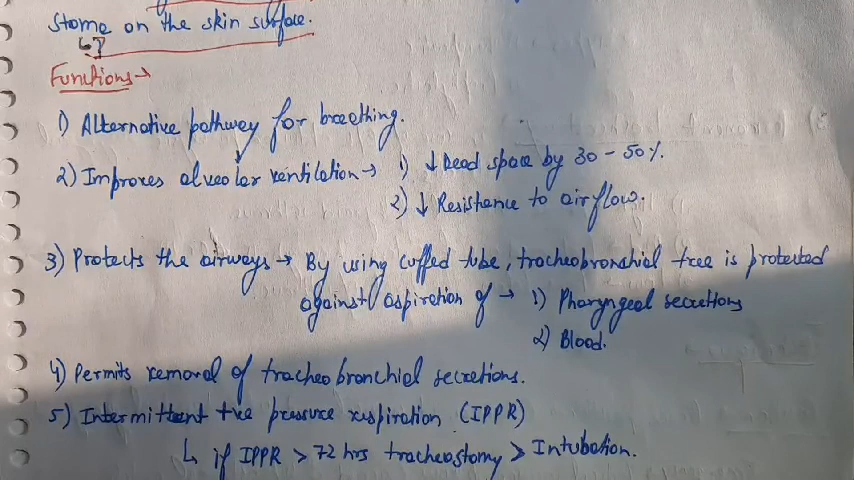 Stoma on the skin surface.
Functions→
1) Alternative pathway for breathing.
2) Improves alveolar ventilation → 1) ↓ Dead space by 30-50%.
2) ↓ Resistance to airflow.
3) Protects the airways → By using cuffed tube, tracheobronchial tree is protected
against aspiration of → 1) Pharyngeal secretions
2) Blood.
4) Permits removal of tracheobronchial secretions.
5) Intermittent +ve pressure respiration (IPPR)
↳ if IPPR > 72 hrs tracheostomy > Intubation.